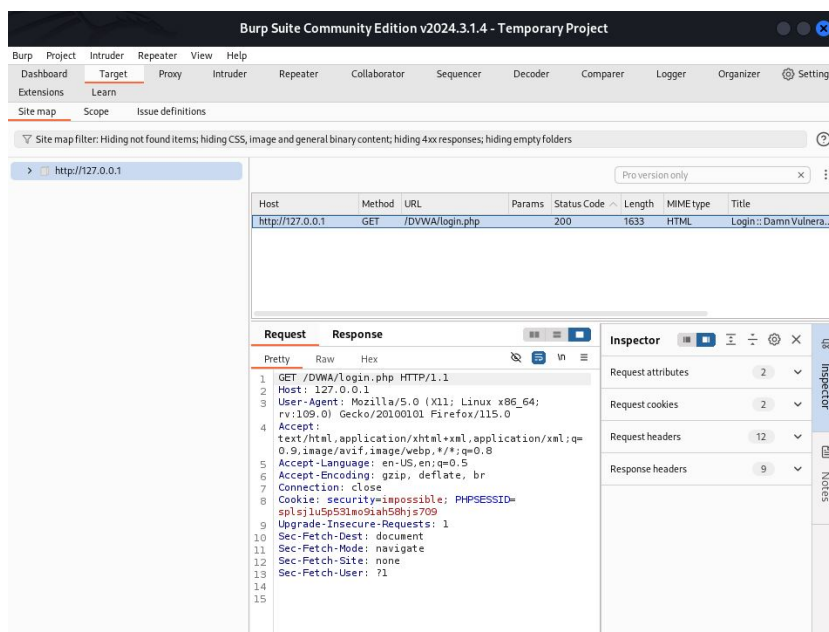 Burp Suite Community Edition v2024.3.1.4 - Temporary Project
Burp Project Intruder Repeater View Help
Dashboard Target Proxy Intruder Repeater Collaborator Sequencer Decoder Comparer Logger Organizer Setting
Extensions Learn
Site map Scope Issue definitions
Site map filter: Hiding not found items; hiding CSS, image and general binary content; hiding 4xx responses; hiding empty folders
http://127.0.0.1
Pro version only
Host Method URL Params Status Code Length MIME type Title
http://127.0.0.1 GET /DVWA/login.php 200 1633 HTML Login :: Damn Vulnera...
Request Response
Pretty Raw Hex
\n
1 GET /DVWA/login.php HTTP/1.1
2 Host: 127.0.0.1
3 User-Agent: Mozilla/5.0 (X11; Linux x86_64;
rv:109.0) Gecko/20100101 Firefox/115.0
4 Accept:
text/html,application/xhtml+xml,application/xml;q=
0.9,image/avif,image/webp,*/*;q=0.8
5 Accept-Language: en-US,en;q=0.5
6 Accept-Encoding: gzip, deflate, br
7 Connection: close
8 Cookie: security=impossible; PHPSESSID=
splsj1u5p531mo9iah58hjs709
9 Upgrade-Insecure-Requests: 1
10 Sec-Fetch-Dest: document
11 Sec-Fetch-Mode: navigate
12 Sec-Fetch-Site: none
13 Sec-Fetch-User: ?1
14
15
Inspector
Request attributes 2
Request cookies 2
Request headers 12
Response headers 9
Inspector
Notes